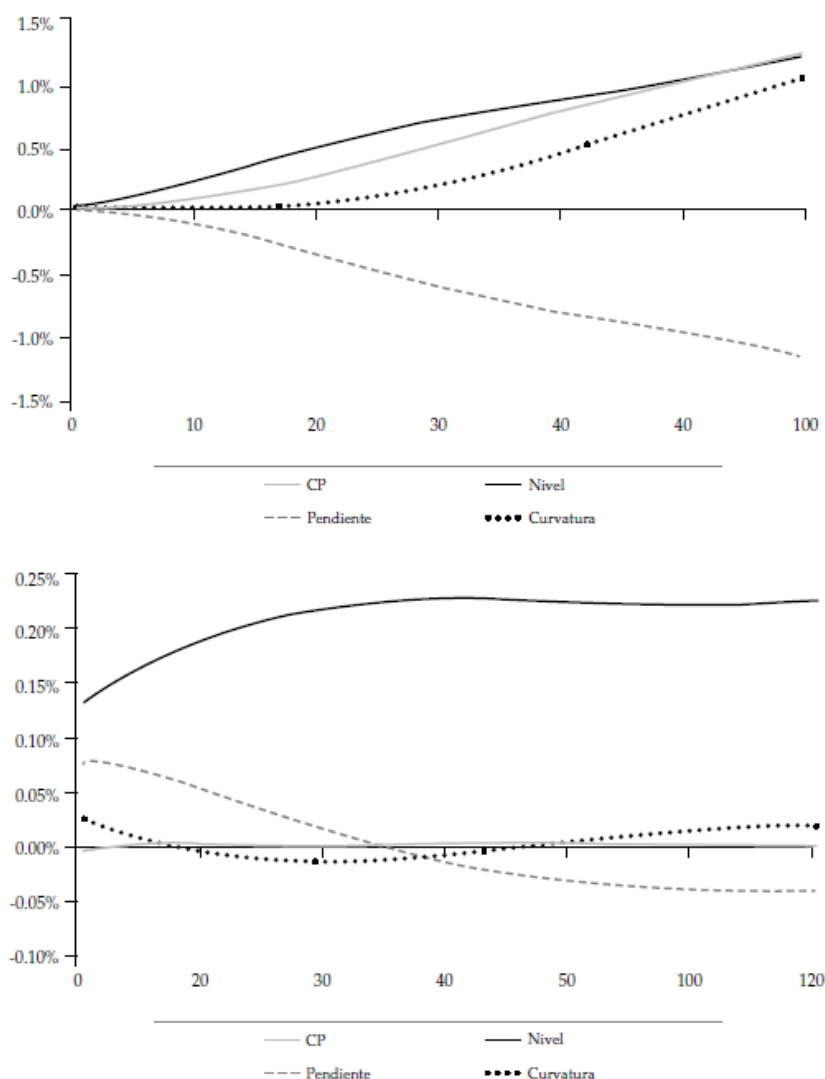 1.5%
1.0%
0.5%
0.0%
-0.5%
-1.0%
-1.5%
0 10 20 30 40 40 100
CP Nivel
Pendiente Curvatura
0.25%
0.20%
0.15%
0.10%
0.05%
0.00%
-0.05%
-0.10%
0 20 30 40 50 100 120
CP Nivel
Pendiente Curvatura